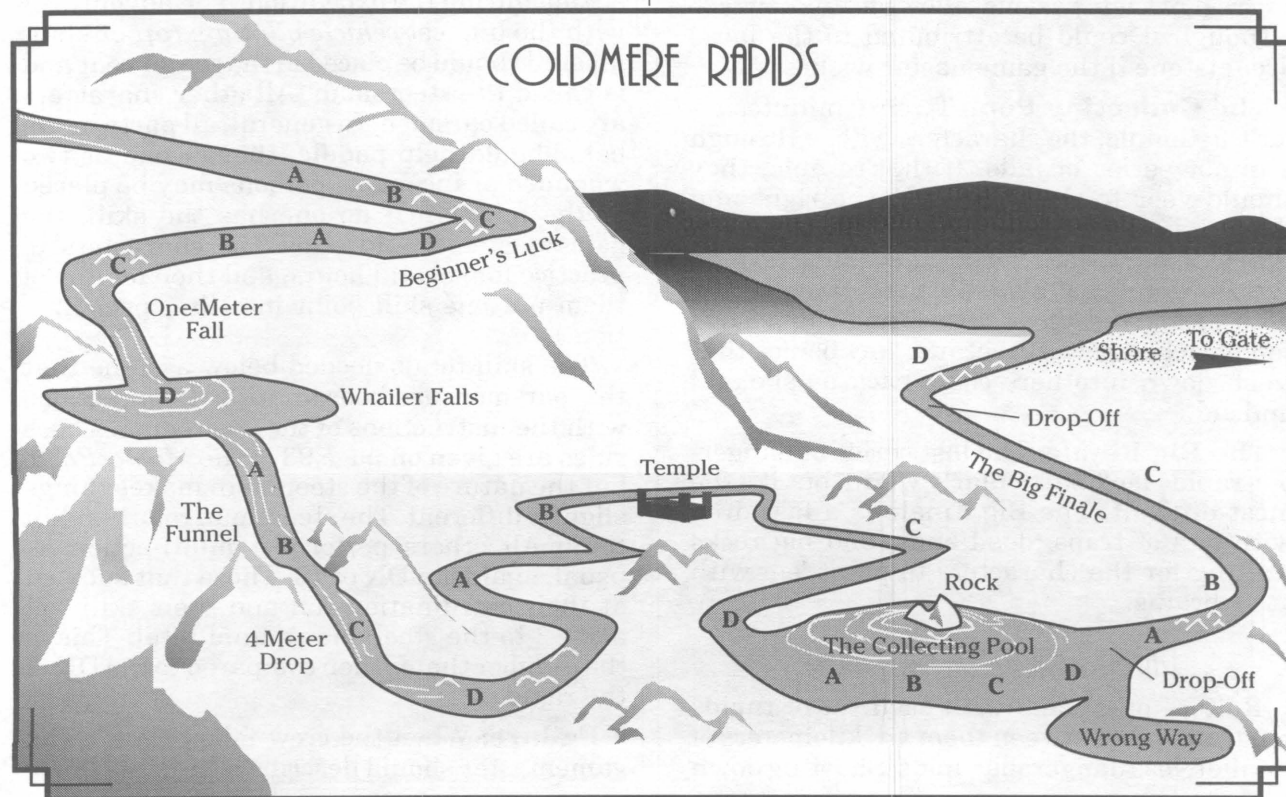 COLDMERE RAPIDS
A
B
C
Beginner's Luck
D
A
B
C
One-Meter
Fall
D
Whailer Falls
A
The
Funnel
B
4-Meter
Drop
C
D
A
B
Temple
C
D
Rock
The Collecting Pool
A
B
C
D
Wrong Way
Drop-Off
A
B
The Big Finale
C
Drop-Off
D
Shore
To Gate